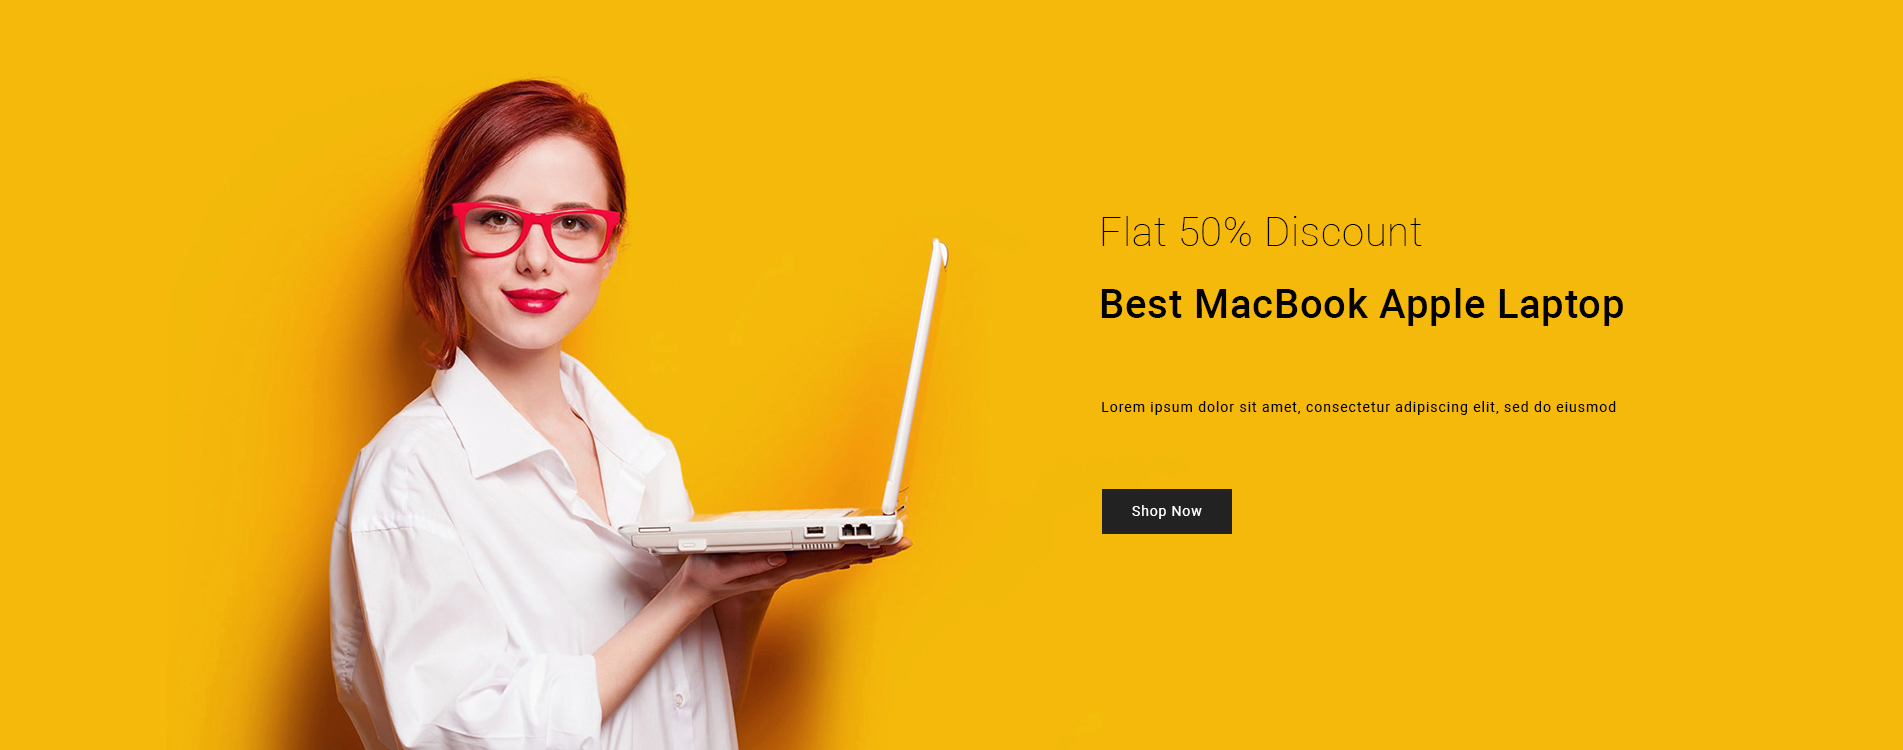 Flat 50% Discount
Best MacBook Apple Laptop
Lorem ipsum dolor sit amet, consectetur adipiscing elit, sed do eiusmod
Shop Now